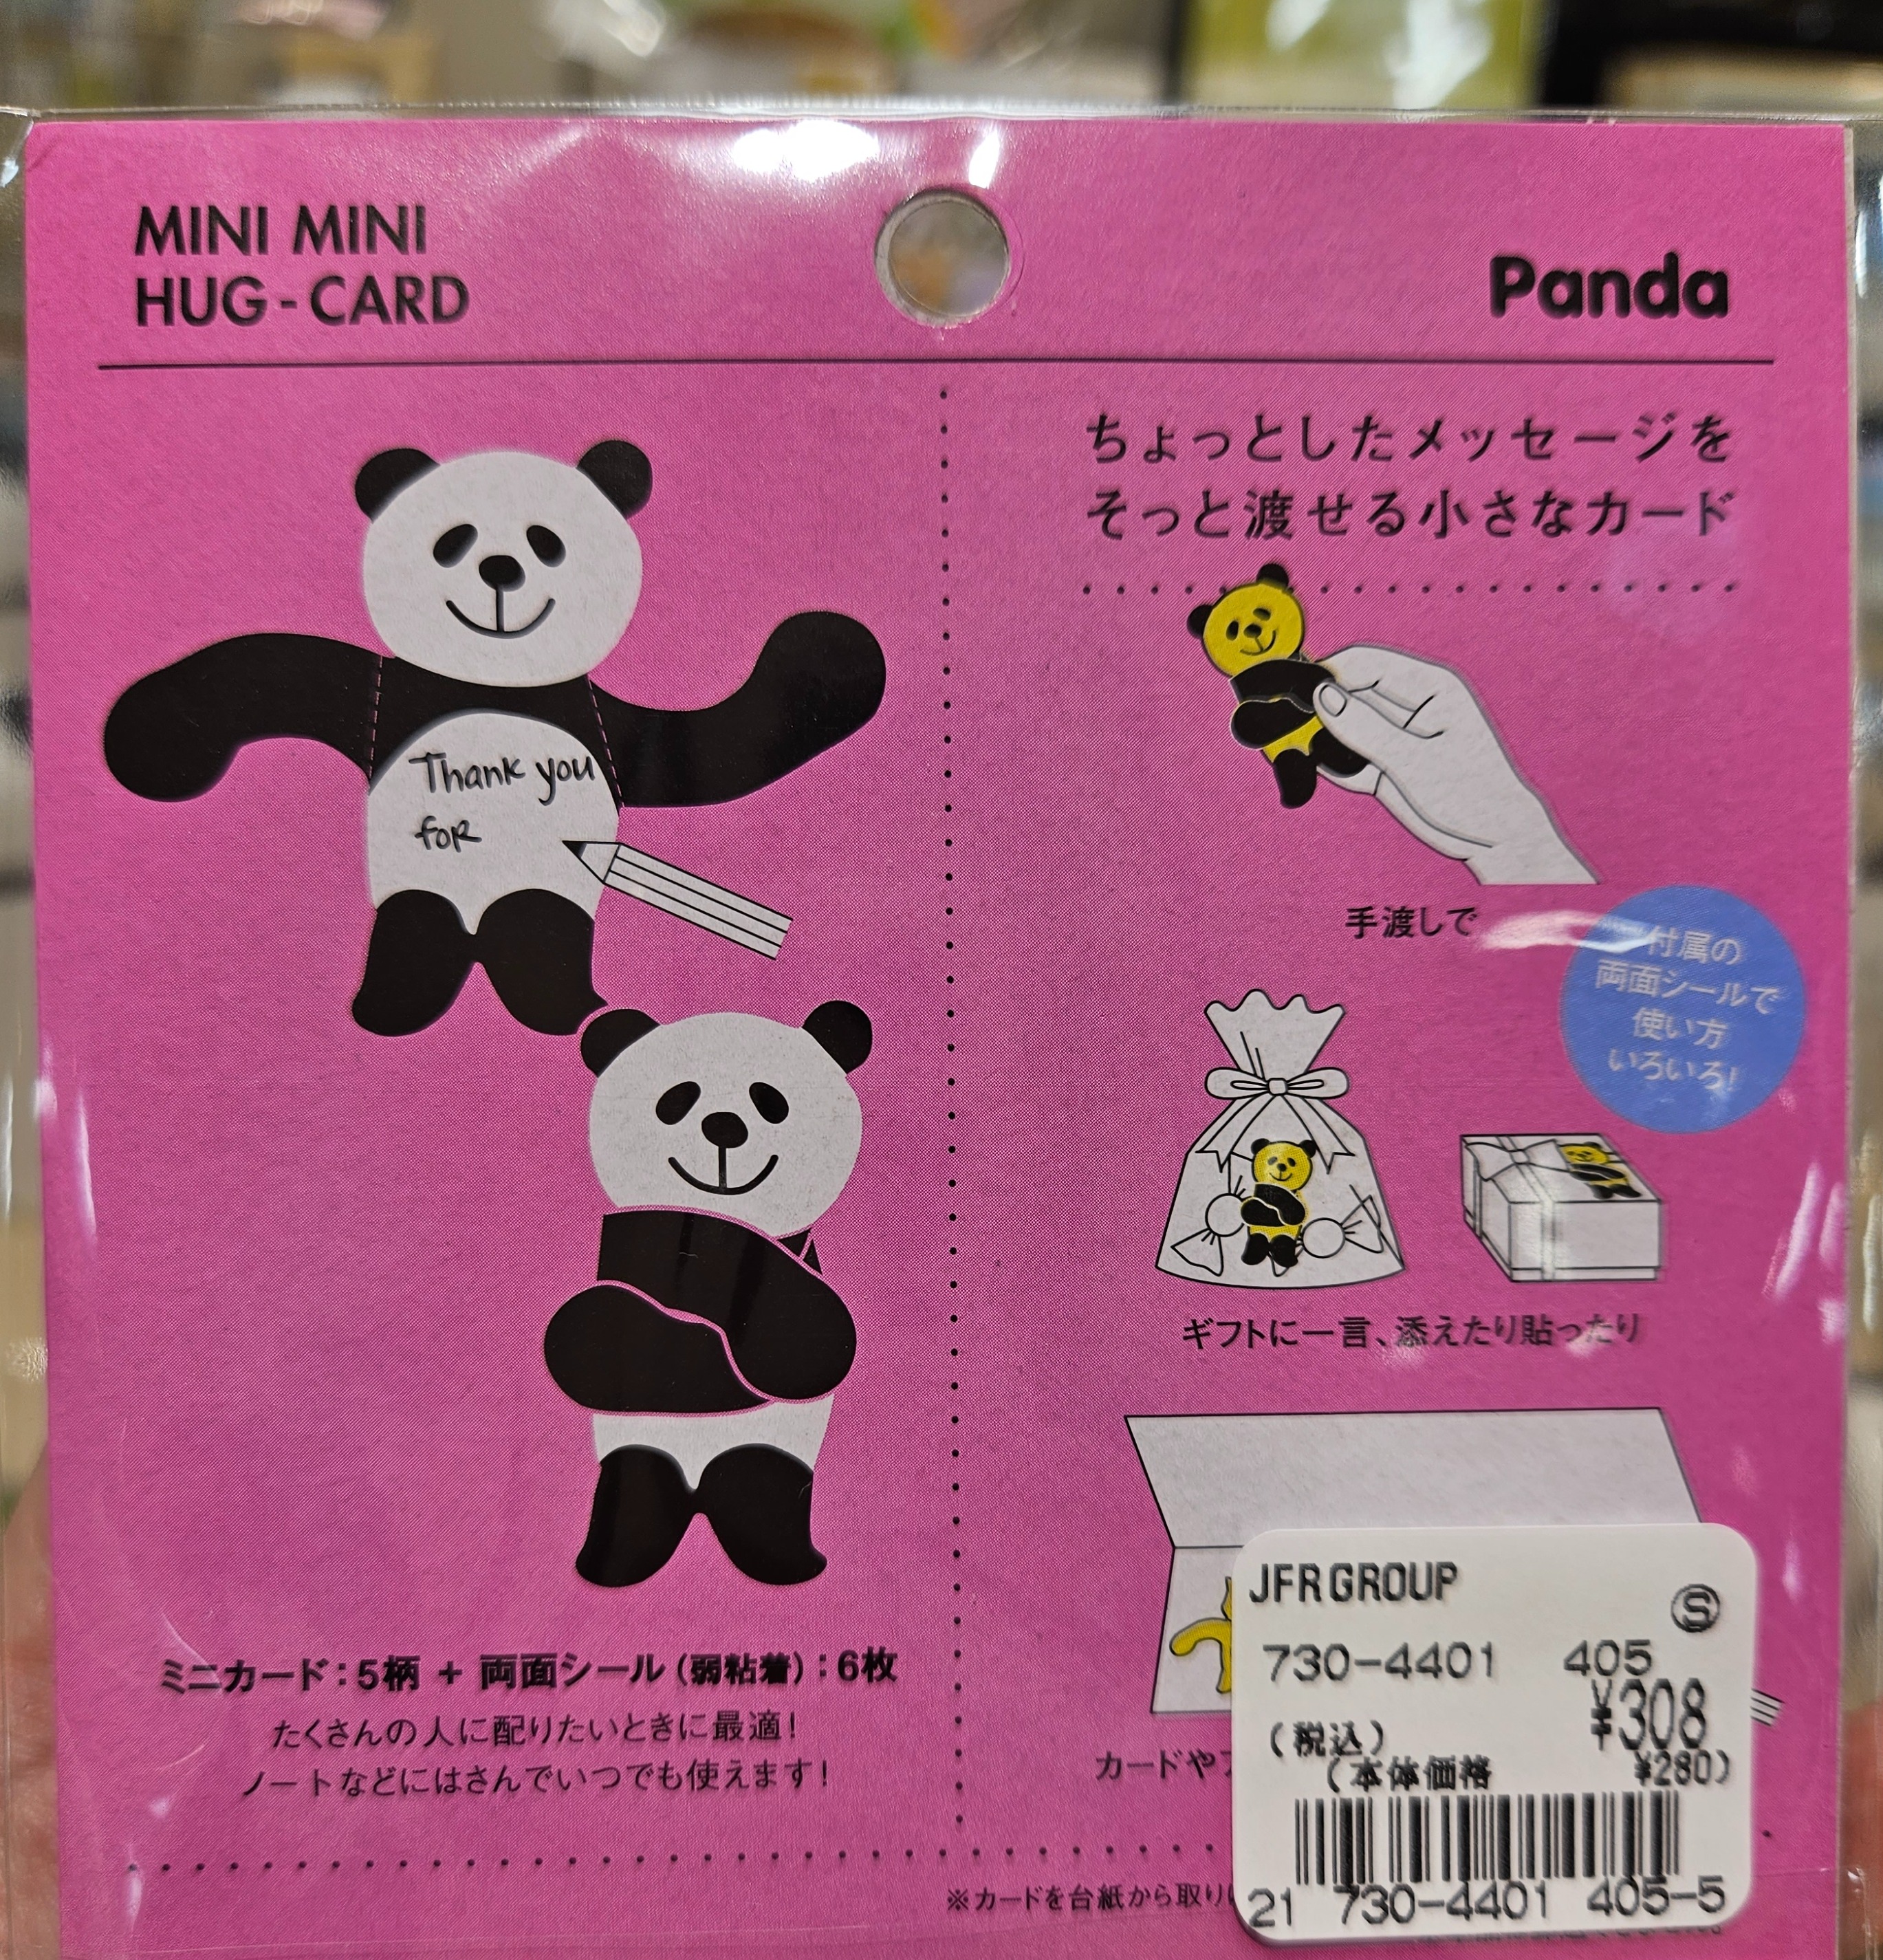 MINI MINI
HUG-CARD
Panda
Thank you
for
ミニカード：5柄 + 両面シール（弱粘着）：6枚
たくさんの人に配りたいときに最適！
ノートなどにはさんでいつでも使えます！
ちょっとしたメッセージを
そっと渡せる小さなカード
手渡しで
付属の
両面シールで
使い方
いろいろ！
ギフトに一言、添えたり貼ったり
カードや
※カードを台紙から取り
JFR GROUP
Ⓢ
730-4401 405
¥308
(税込)
(本体価格 ¥280)
21 730-4401 405-5